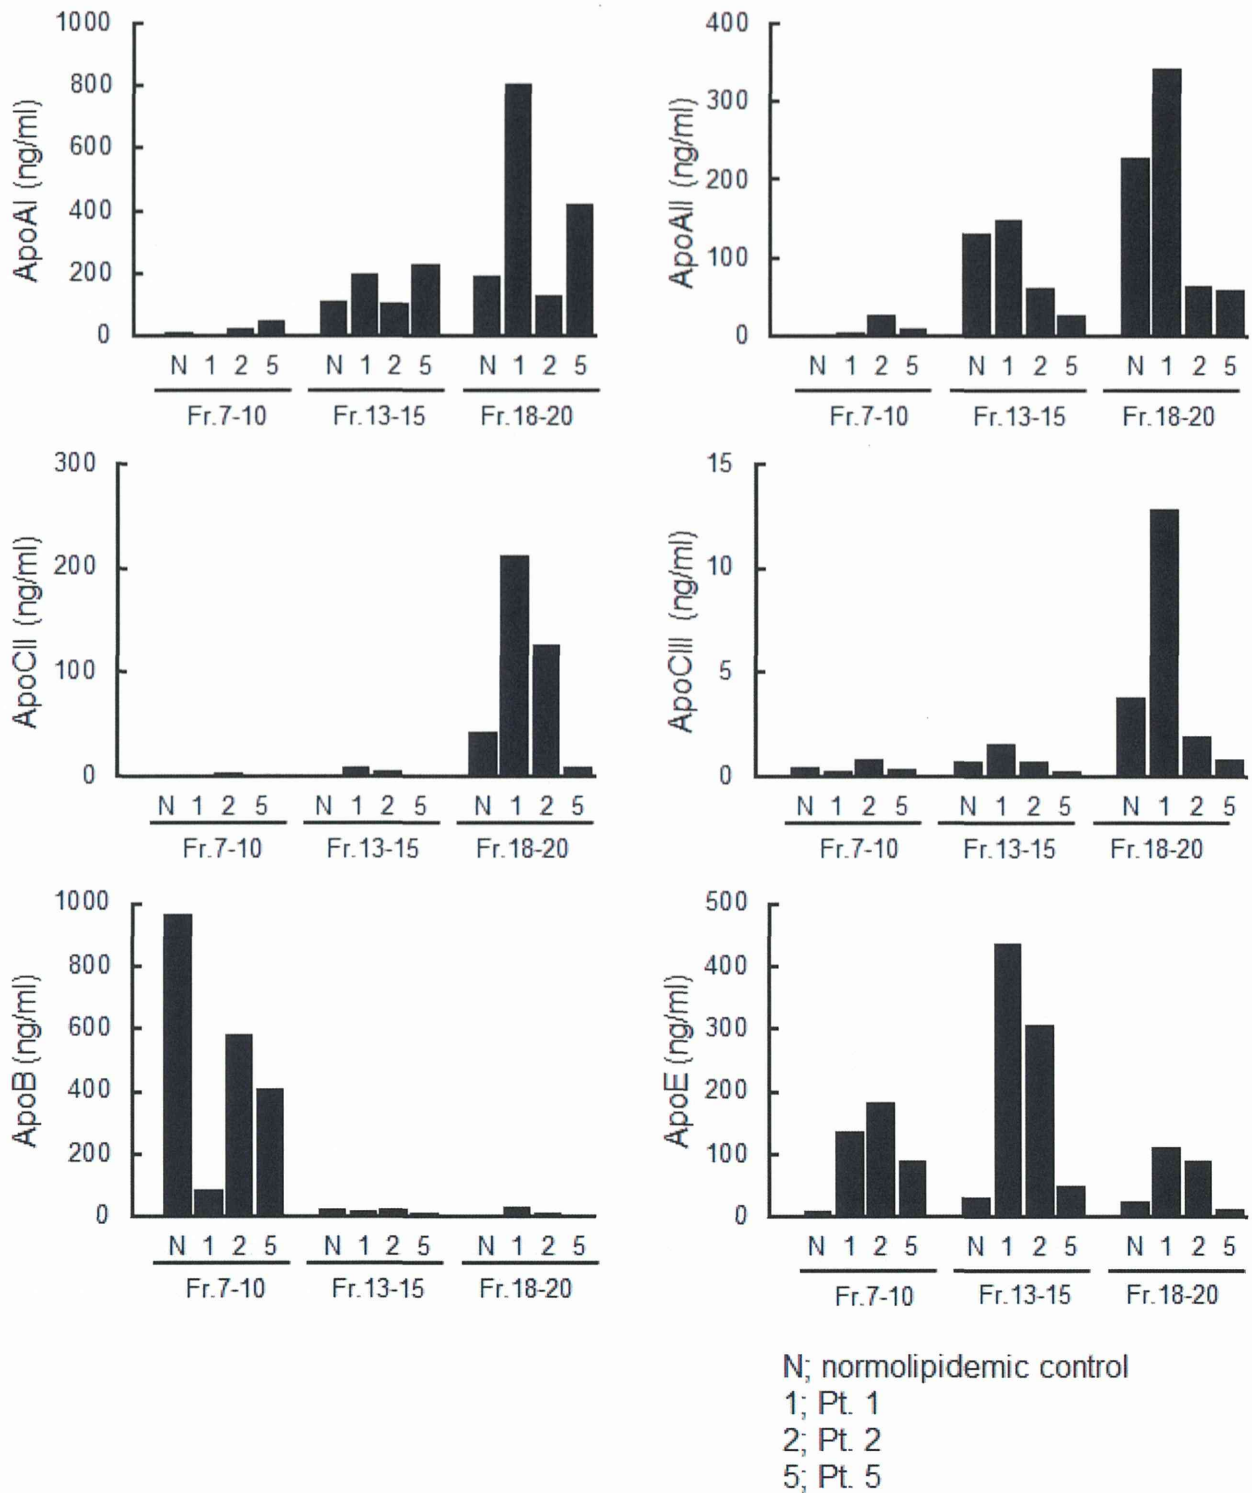 1000
800
600
400
200
0
ApoAI (ng/ml)
N 1 2 5 N 1 2 5 N 1 2 5
Fr.7-10 Fr.13-15 Fr.18-20
400
300
200
100
0
ApoAII (ng/ml)
N 1 2 5 N 1 2 5 N 1 2 5
Fr.7-10 Fr.13-15 Fr.18-20
300
200
100
0
ApoCII (ng/ml)
N 1 2 5 N 1 2 5 N 1 2 5
Fr.7-10 Fr.13-15 Fr.18-20
15
10
5
0
ApoCIII (ng/ml)
N 1 2 5 N 1 2 5 N 1 2 5
Fr.7-10 Fr.13-15 Fr.18-20
1000
800
600
400
200
0
ApoB (ng/ml)
N 1 2 5 N 1 2 5 N 1 2 5
Fr.7-10 Fr.13-15 Fr.18-20
500
400
300
200
100
0
ApoE (ng/ml)
N 1 2 5 N 1 2 5 N 1 2 5
Fr.7-10 Fr.13-15 Fr.18-20
N; normolipidemic control
1; Pt. 1
2; Pt. 2
5; Pt. 5